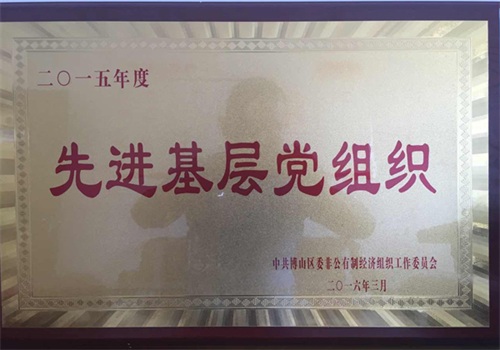 二〇一五年度
先进基层党组织
中共博山区委非公有制经济组织工作委员会
二〇一六年三月